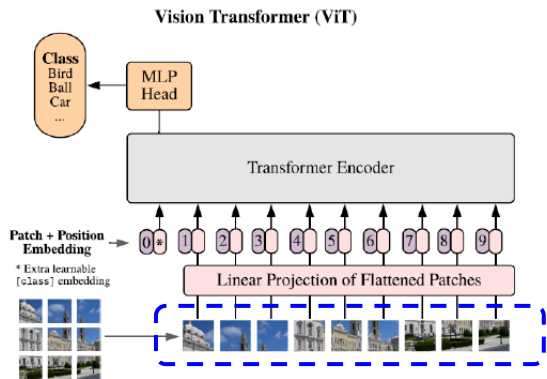 Vision Transformer (ViT)
Class
Bird
Ball
Car
...
MLP
Head
Transformer Encoder
Patch + Position
Embedding
0 * 1 2 3 4 5 6 7 8 9
* Extra learnable
[class] embedding
Linear Projection of Flattened Patches